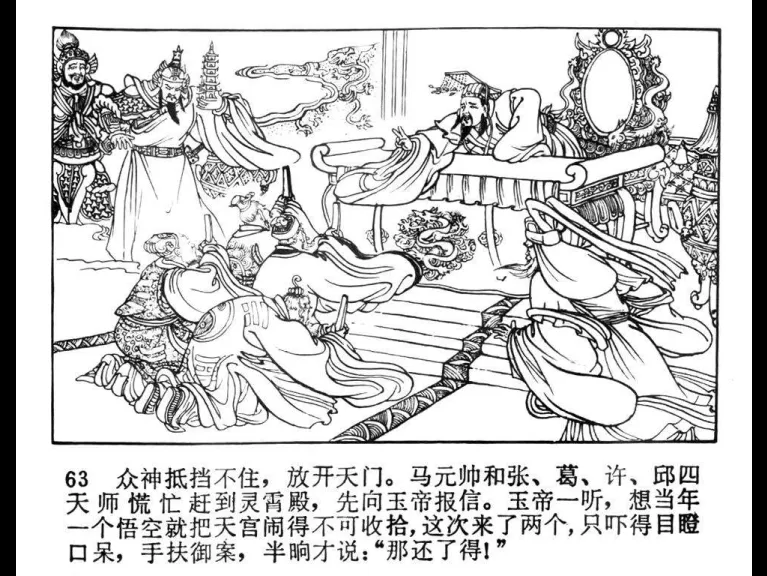 63 众神抵挡不住，放开天门。马元帅和张、葛、许、邱四
天师慌忙赶到灵霄殿，先向玉帝报信。玉帝一听，想当年
一个悟空就把天宫闹得不可收拾，这次来了两个，只吓得目瞪
口呆，手扶御案，半晌才说：“那还了得！”